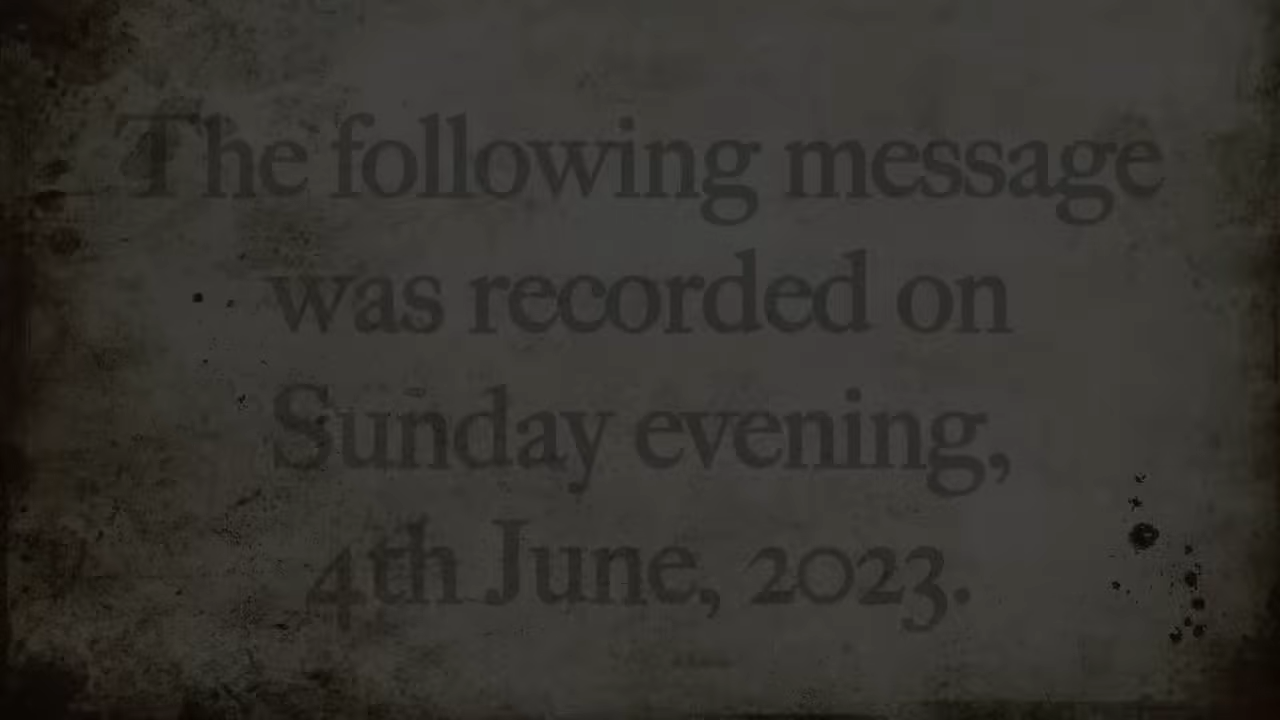 The following message
was recorded on
Sunday evening,
4th June, 2023.